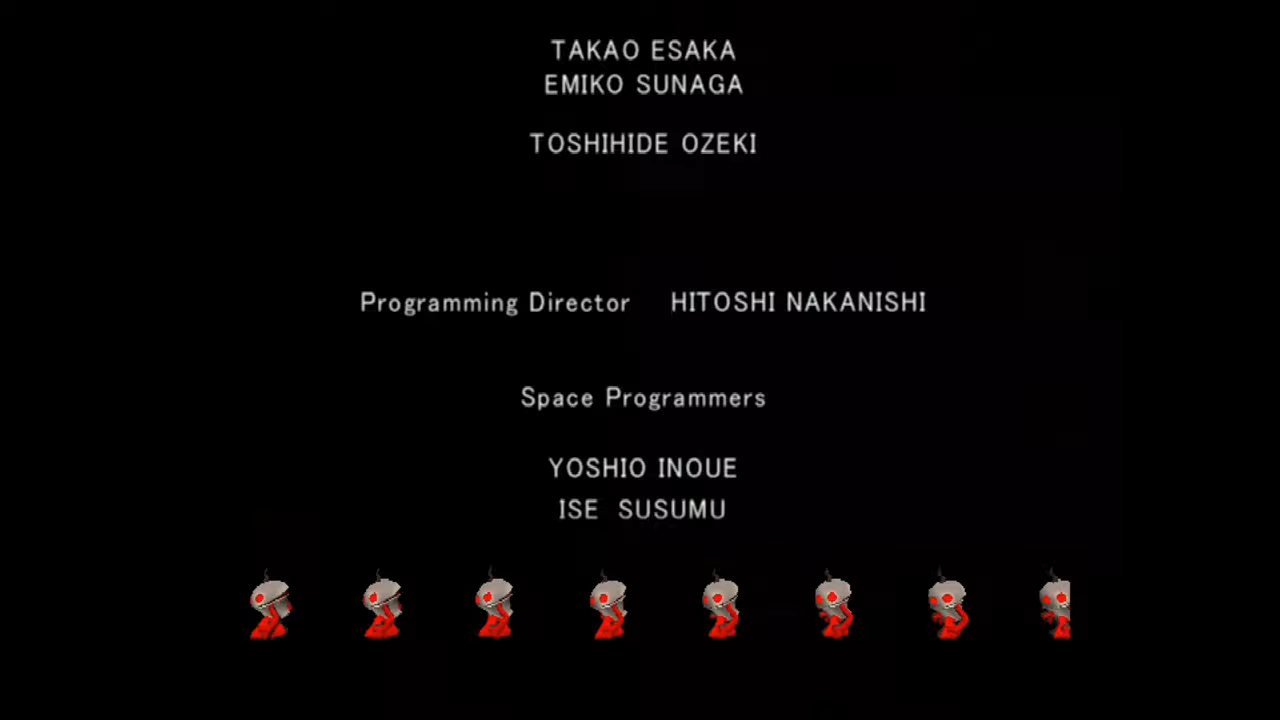 TAKAO ESAKA
EMIKO SUNAGA
TOSHIHIDE OZEKI
Programming Director HITOSHI NAKANISHI
Space Programmers
YOSHIO INOUE
ISE SUSUMU